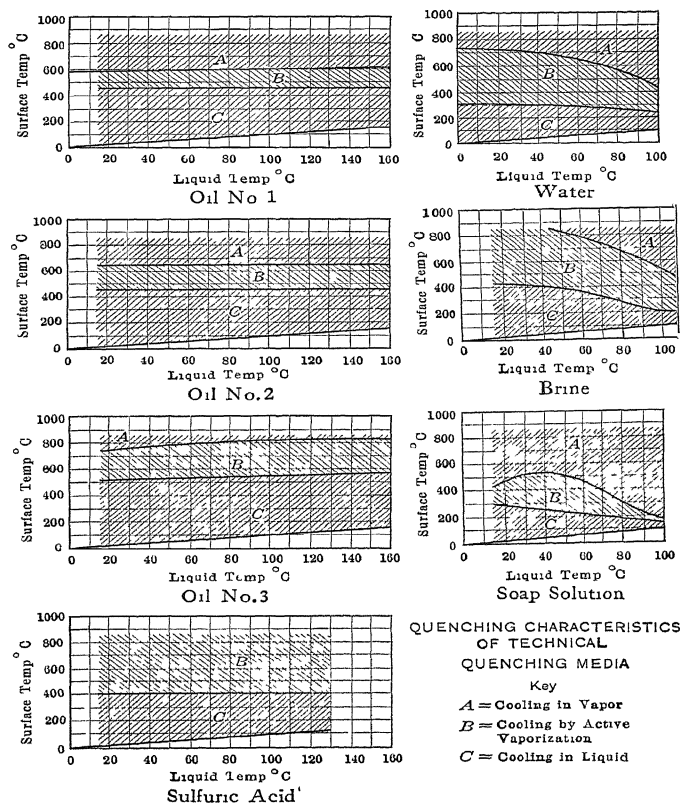 Surface Temp °C
1000
800
600
400
200
0
A
B
C
0 20 40 60 80 100 120 140 160
Liquid Temp °C
Oil No 1
Surface Temp °C
1000
800
600
400
200
0
A
B
C
0 20 40 60 80 100
Liquid Temp °C
Water
Surface Temp °C
1000
800
600
400
200
0
A
B
C
0 20 40 60 80 100 120 140 160
Liquid Temp °C
Oil No.2
Surface Temp °C
1000
800
600
400
200
0
A
B
C
20 40 60 80 100
Liquid Temp °C
Brine
Surface Temp °C
1000
800
600
400
200
0
A
B
C
0 20 40 60 80 100 120 140 160
Liquid Temp °C
Oil No.3
Surface Temp °C
1000
800
600
400
200
0
A
B
C
20 40 60 80 100
Liquid Temp °C
Soap Solution
Surface Temp °C
1000
800
600
400
200
0
B
C
20 40 60 80 100 120 140 160
Liquid Temp °C
Sulfuric Acid
QUENCHING CHARACTERISTICS
OF TECHNICAL
QUENCHING MEDIA
Key
A = Cooling in Vapor
B = Cooling by Active
Vaporization
C = Cooling in Liquid